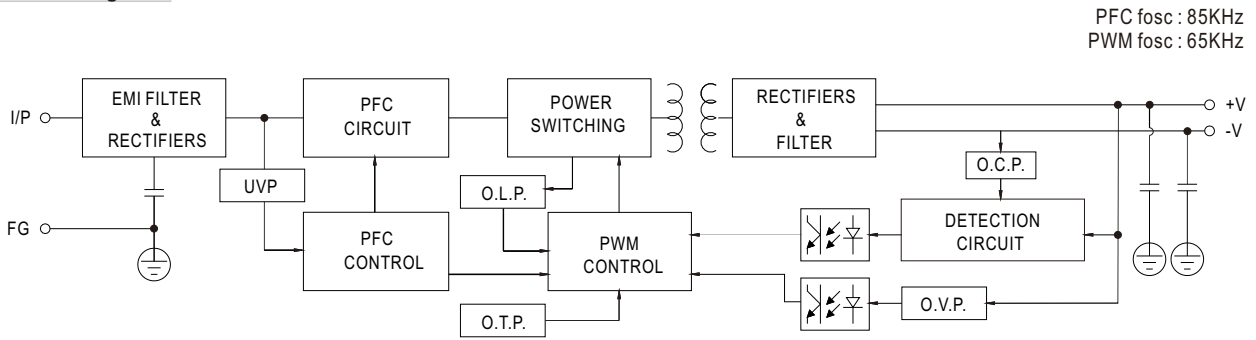 PFC fosc : 85KHz
PWM fosc : 65KHz
I/P
EMI FILTER
&
RECTIFIERS
PFC
CIRCUIT
POWER
SWITCHING
RECTIFIERS
&
FILTER
+V
-V
UVP
O.L.P.
O.C.P.
FG
PFC
CONTROL
PWM
CONTROL
DETECTION
CIRCUIT
O.T.P.
O.V.P.